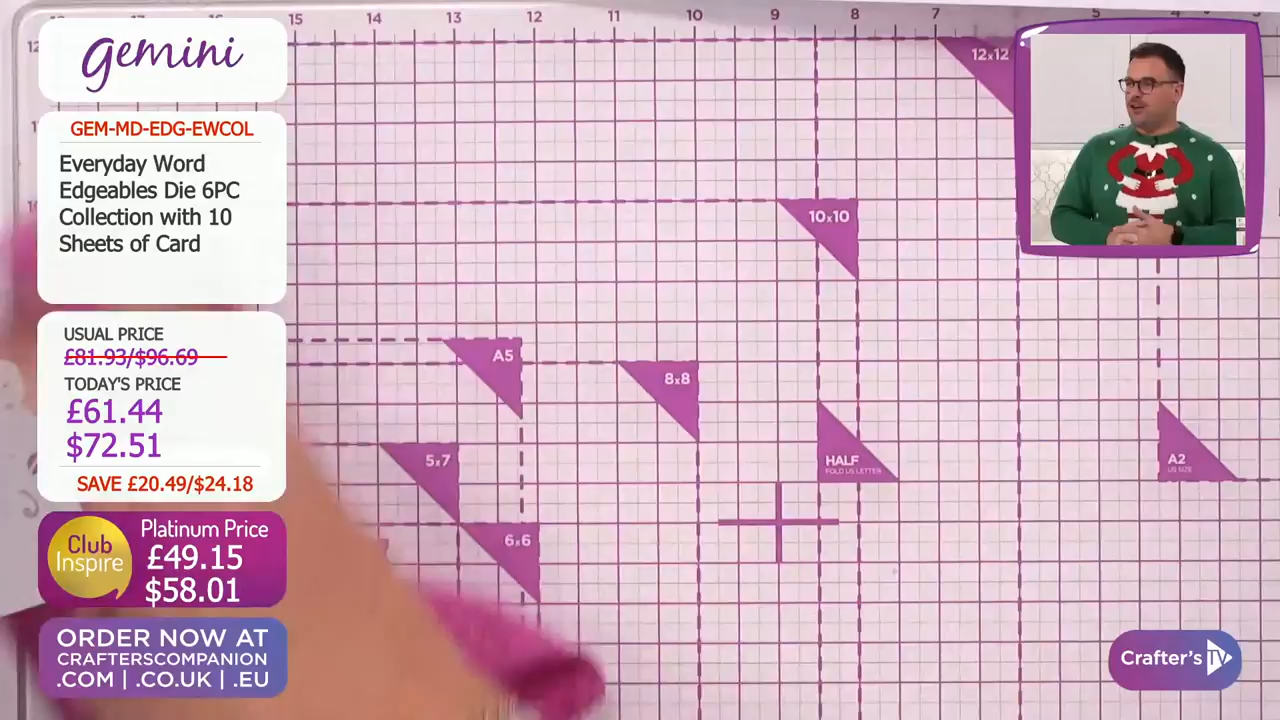 gemini
GEM-MD-EDG-EWCOL
Everyday Word
Edgeables Die 6PC
Collection with 10
Sheets of Card
USUAL PRICE
£81.93/$96.69
TODAY'S PRICE
£61.44
$72.51
SAVE £20.49/$24.18
Club
Inspire
Platinum Price
£49.15
$58.01
ORDER NOW AT
CRAFTERSCOMPANION
.COM | .CO.UK | .EU
15 14 13 12 11 10 9 8 7 5 4 3
12x12
10x10
A5
8x8
5x7
HALF
FOLD US LETTER
A2
US SIZE
6x6
Crafter's TV